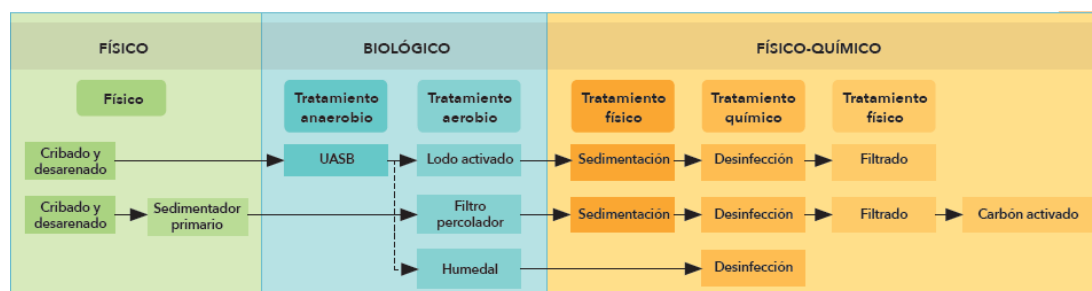 FÍSICO
BIOLÓGICO
FÍSICO-QUÍMICO
Físico
Tratamiento
anaerobio
Tratamiento
aerobio
Tratamiento
físico
Tratamiento
químico
Tratamiento
físico
Cribado y
desarenado
UASB
Lodo activado
Sedimentación
Desinfección
Filtrado
Cribado y
desarenado
Sedimentador
primario
Filtro
percolador
Sedimentación
Desinfección
Filtrado
Carbón activado
Humedal
Desinfección